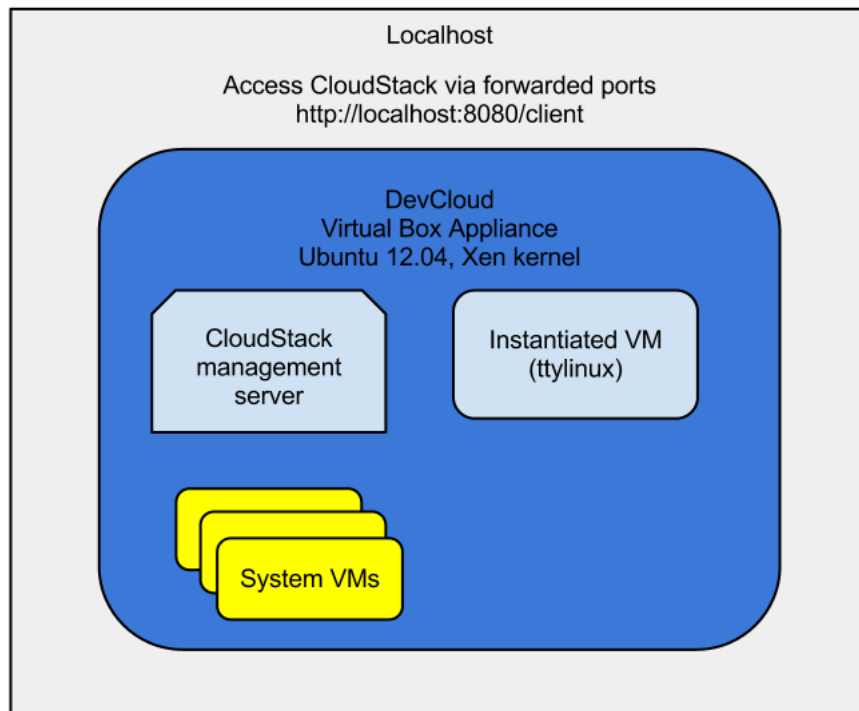 Localhost
Access CloudStack via forwarded ports
http://localhost:8080/client
DevCloud
Virtual Box Appliance
Ubuntu 12.04, Xen kernel
CloudStack
management
server
Instantiated VM
(ttylinux)
System VMs